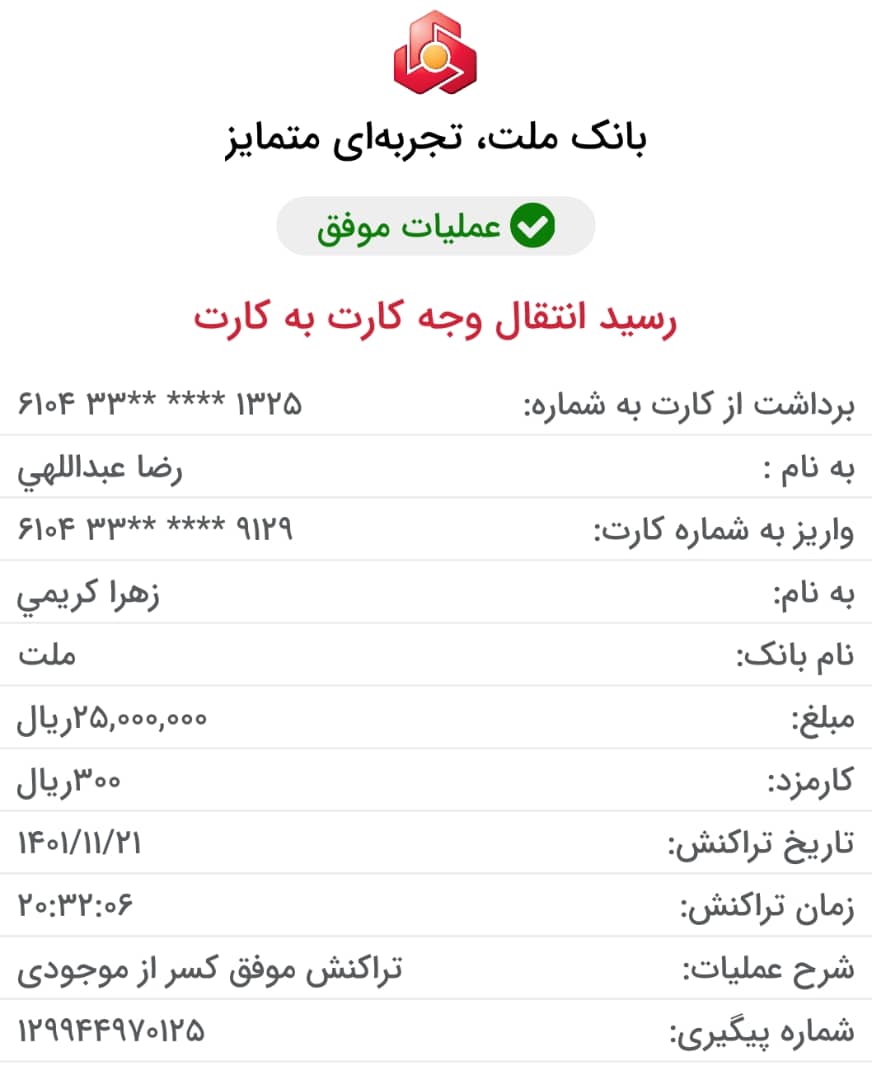 بانک ملت، تجربه‌ای متمایز
عملیات موفق
رسید انتقال وجه کارت به کارت
برداشت از کارت به شماره: ۶۱۰۴ ۳۳** **** ۱۳۲۵
به نام : رضا عبداللهي
واریز به شماره کارت: ۶۱۰۴ ۳۳** **** ۹۱۲۹
به نام: زهرا كريمي
نام بانک: ملت
مبلغ: ۲۵,۰۰۰,۰۰۰ریال
کارمزد: ۳۰۰ریال
تاریخ تراکنش: ۱۴۰۱/۱۱/۲۱
زمان تراکنش: ۲۰:۳۲:۰۶
شرح عملیات: تراکنش موفق کسر از موجودی
شماره پیگیری: ۱۲۹۹۴۴۹۷۰۱۲۵